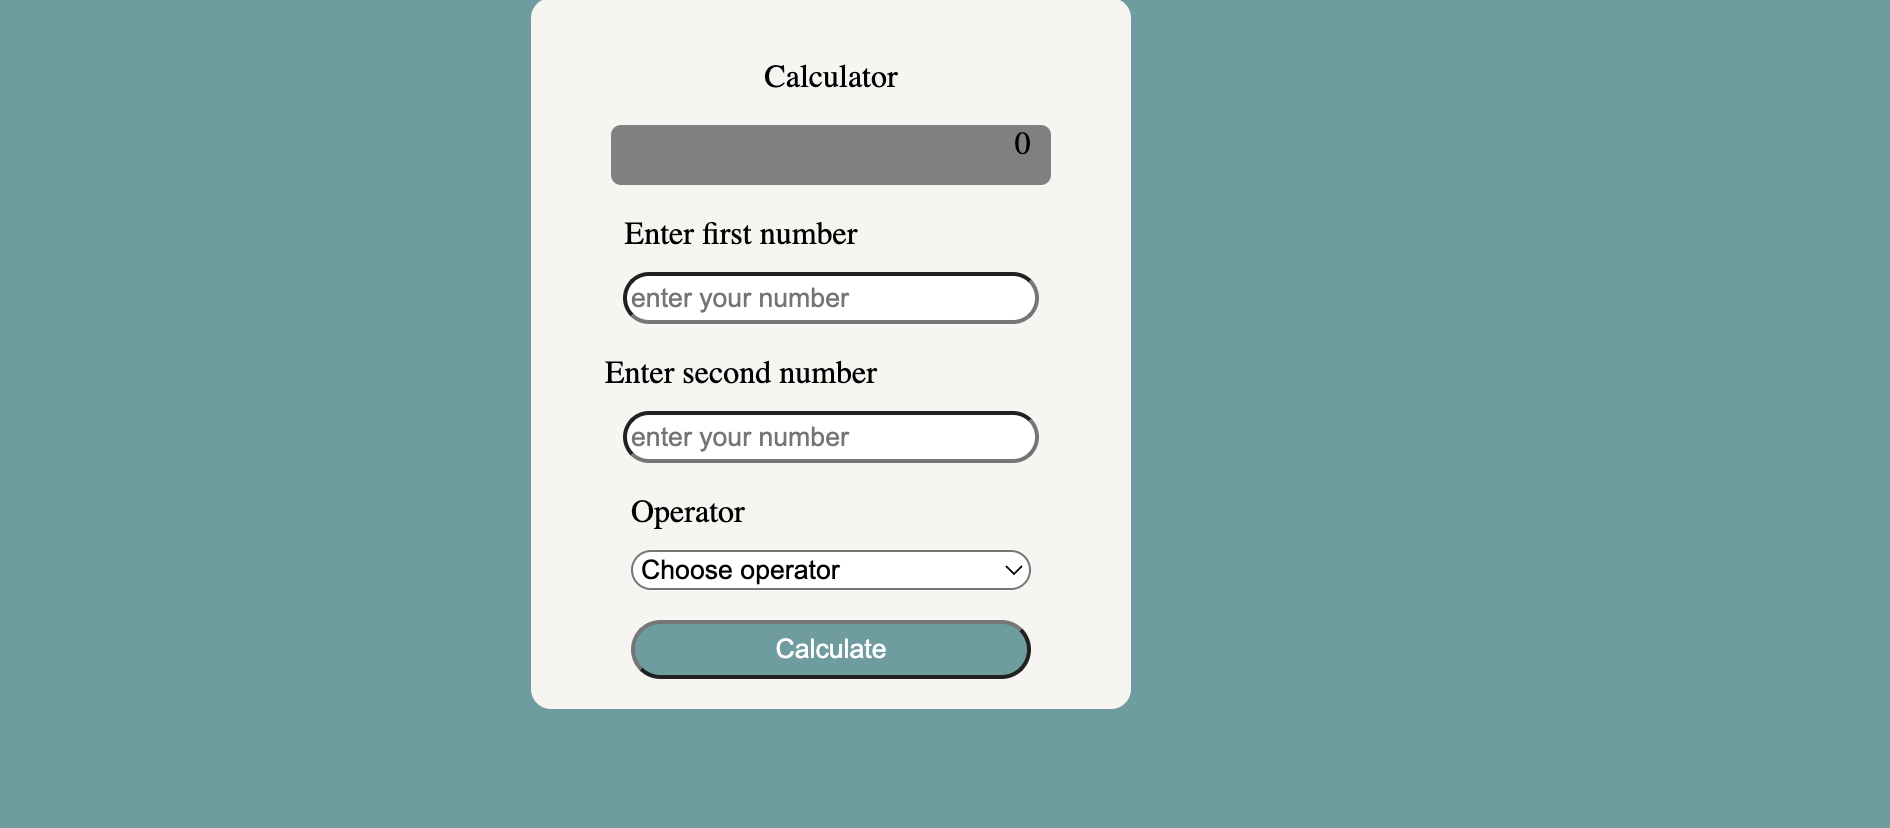 Calculator
0
Enter first number
enter your number
Enter second number
enter your number
Operator
Choose operator
Calculate